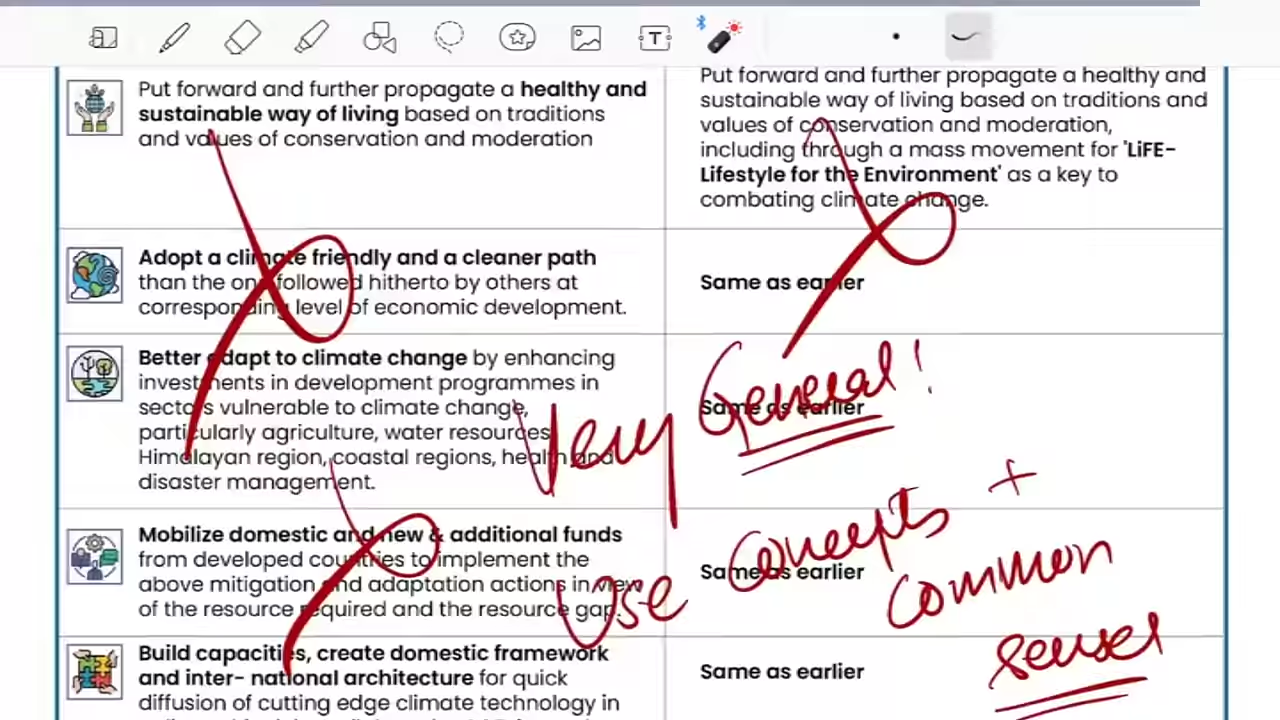 Put forward and further propagate a healthy and
sustainable way of living based on traditions
and values of conservation and moderation
Put forward and further propagate a healthy and
sustainable way of living based on traditions and
values of conservation and moderation,
including through a mass movement for 'LiFE-
Lifestyle for the Environment' as a key to
combating climate change.
Adopt a climate friendly and a cleaner path
than the one followed hitherto by others at
corresponding level of economic development.
Same as earlier
Better adapt to climate change by enhancing
investments in development programmes in
sectors vulnerable to climate change,
particularly agriculture, water resources,
Himalayan region, coastal regions, health and
disaster management.
Same as earlier
Very General!
Mobilize domestic and new & additional funds
from developed countries to implement the
above mitigation and adaptation actions in view
of the resource required and the resource gap.
Same as earlier
Use Concepts +
common
sense
Build capacities, create domestic framework
and inter- national architecture for quick
diffusion of cutting edge climate technology in
Same as earlier